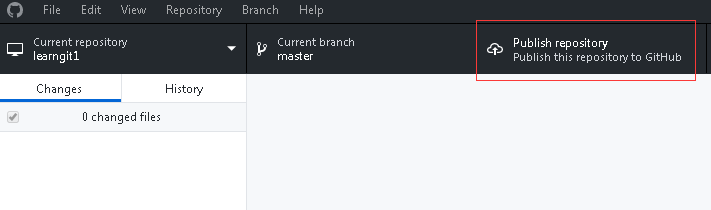 File Edit View Repository Branch Help
Current repository
learngit1
Current branch
master
Publish repository
Publish this repository to GitHub
Changes
History
0 changed files